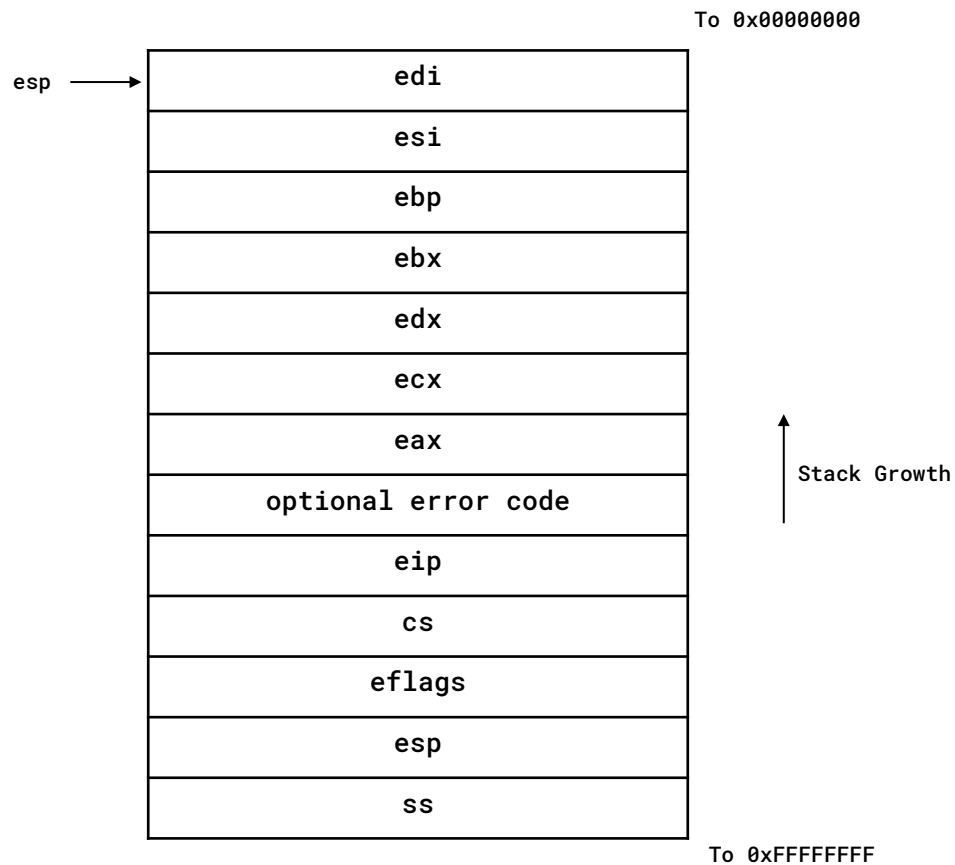 To 0x00000000
esp
edi
esi
ebp
ebx
edx
ecx
eax
Stack Growth
optional error code
eip
cs
eflags
esp
ss
To 0xFFFFFFFF